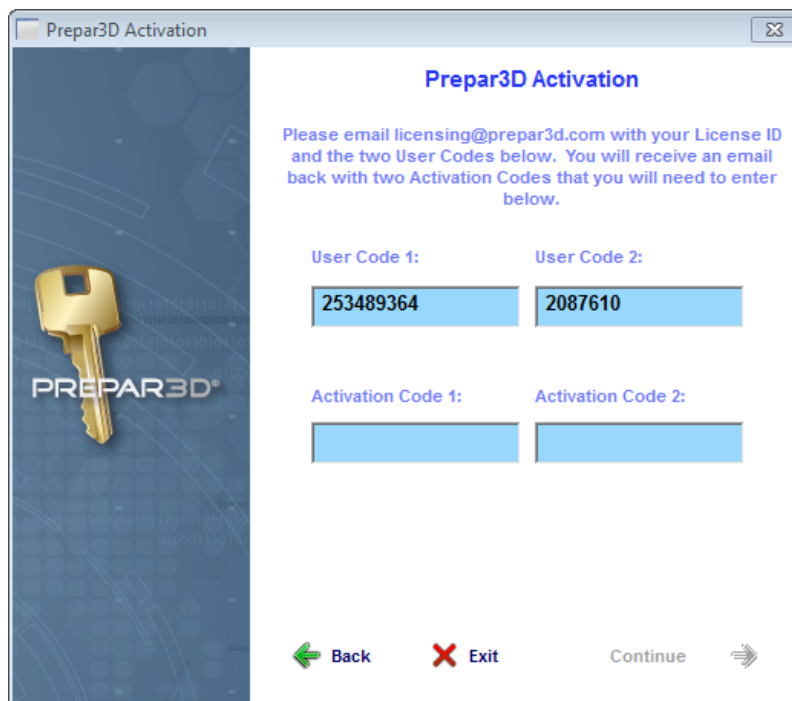 Prepar3D Activation
Prepar3D Activation
Please email licensing@prepar3d.com with your License ID
and the two User Codes below.  You will receive an email
back with two Activation Codes that you will need to enter
below.
User Code 1: User Code 2:
253489364 2087610
PREPAR3D®
Activation Code 1: Activation Code 2:
Back Exit Continue